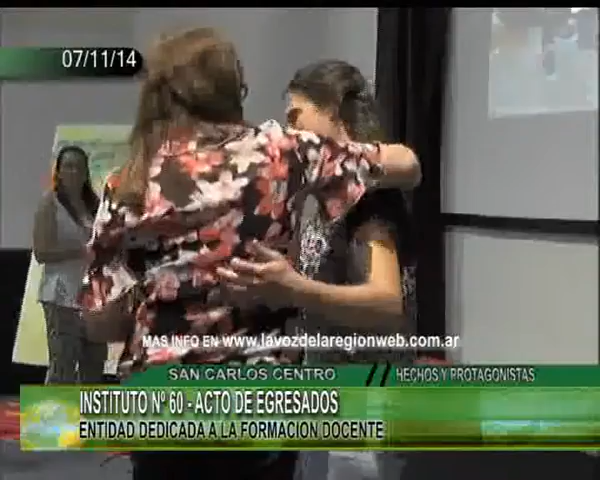 07/11/14
MAS INFO EN www.lavozdelaregionweb.com.ar
SAN CARLOS CENTRO // HECHOS Y PROTAGONISTAS
INSTITUTO Nº 60 - ACTO DE EGRESADOS
ENTIDAD DEDICADA A LA FORMACION DOCENTE